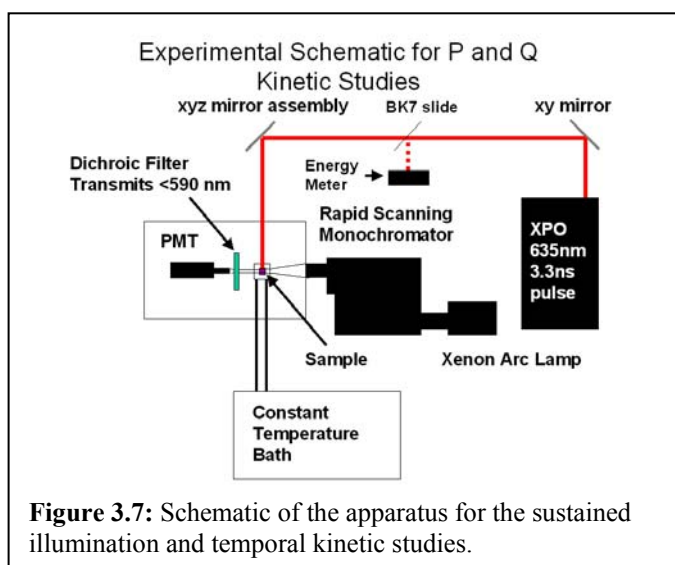 Experimental Schematic for P and Q
Kinetic Studies
xyz mirror assembly
BK7 slide
xy mirror
Dichroic Filter
Transmits <590 nm
Energy
Meter
Rapid Scanning
Monochromator
PMT
XPO
635nm
3.3ns
pulse
Sample
Xenon Arc Lamp
Constant
Temperature
Bath
Figure 3.7: Schematic of the apparatus for the sustained
illumination and temporal kinetic studies.